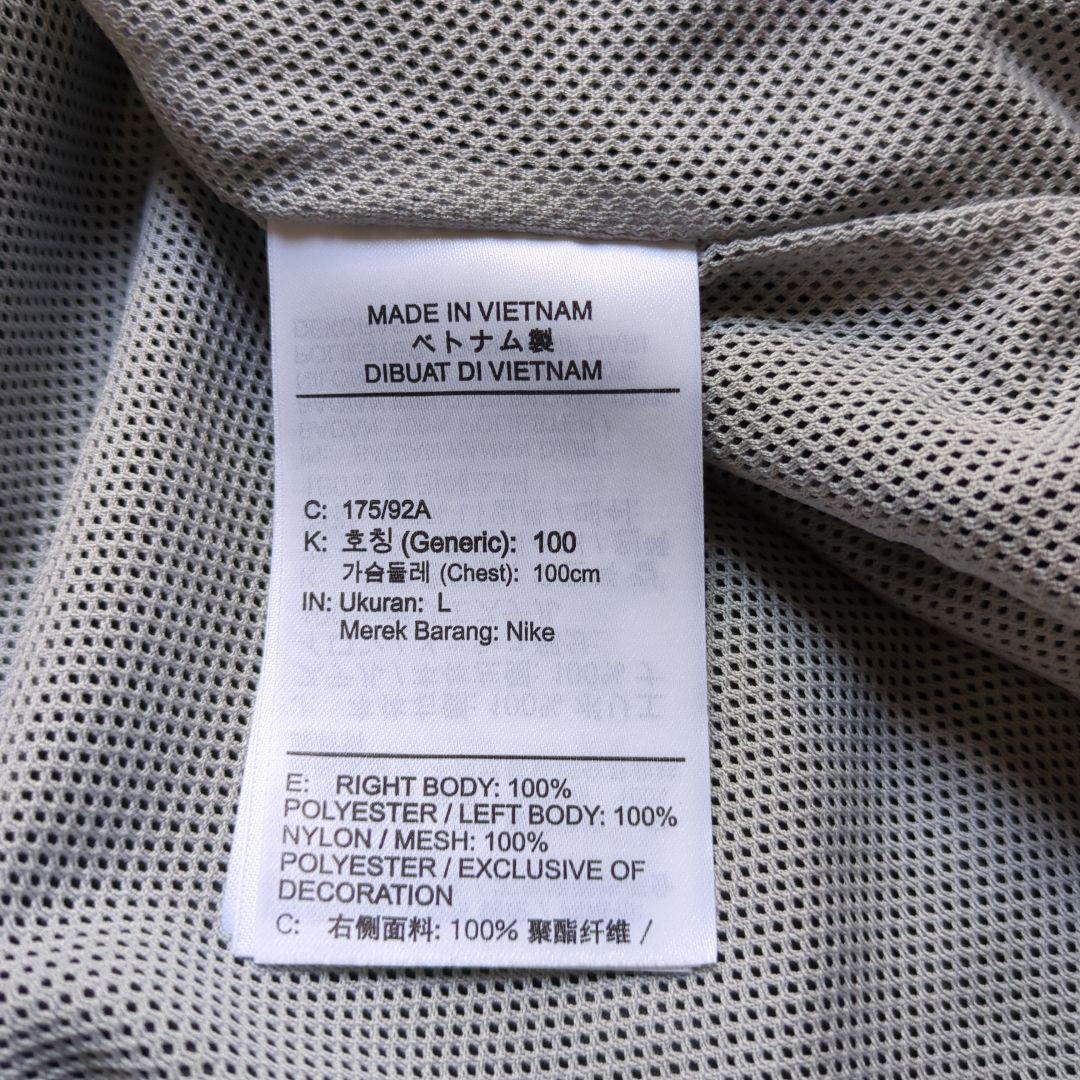 MADE IN VIETNAM
ベトナム製
DIBUAT DI VIETNAM
C: 175/92A
K: 호칭 (Generic): 100
가슴둘레 (Chest): 100cm
IN: Ukuran: L
Merek Barang: Nike
E: RIGHT BODY: 100%
POLYESTER / LEFT BODY: 100%
NYLON / MESH: 100%
POLYESTER / EXCLUSIVE OF
DECORATION
C: 右侧面料: 100% 聚酯纤维 /